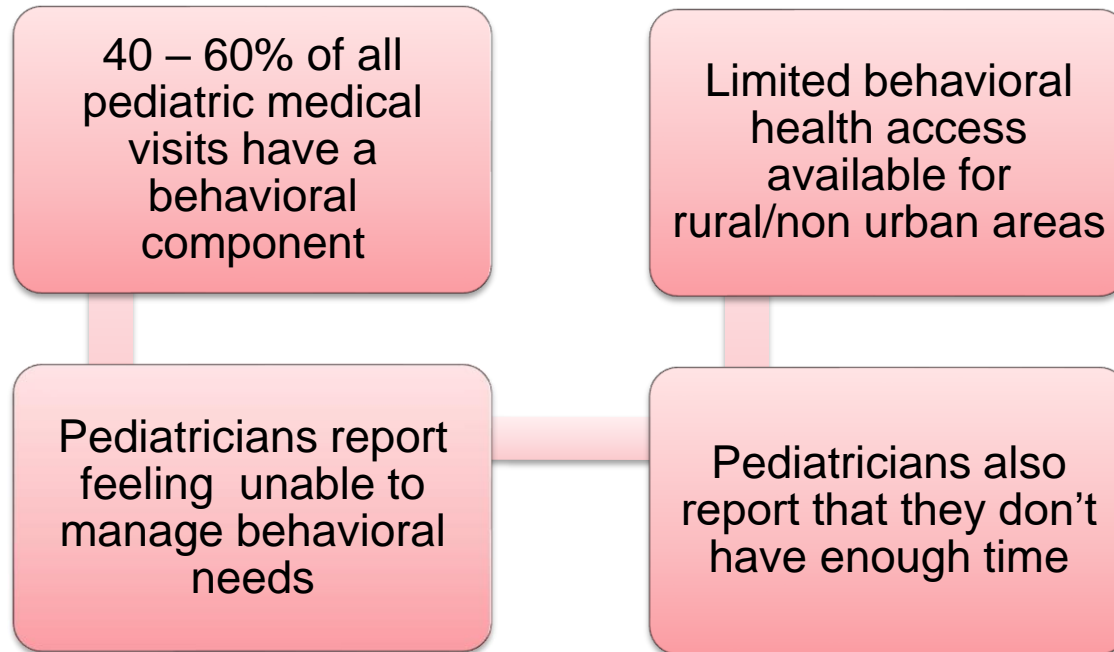 40 – 60% of all
pediatric medical
visits have a
behavioral
component
Pediatricians report
feeling  unable to
manage behavioral
needs
Pediatricians also
report that they don’t
have enough time
Limited behavioral
health access
available for
rural/non urban areas